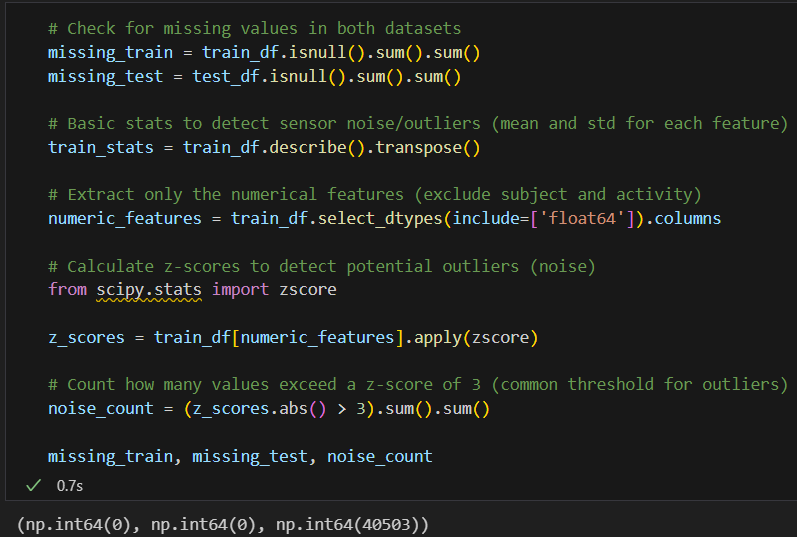 # Check for missing values in both datasets
missing_train = train_df.isnull().sum().sum()
missing_test = test_df.isnull().sum().sum()
# Basic stats to detect sensor noise/outliers (mean and std for each feature)
train_stats = train_df.describe().transpose()
# Extract only the numerical features (exclude subject and activity)
numeric_features = train_df.select_dtypes(include=['float64']).columns
# Calculate z-scores to detect potential outliers (noise)
from scipy.stats import zscore
z_scores = train_df[numeric_features].apply(zscore)
# Count how many values exceed a z-score of 3 (common threshold for outliers)
noise_count = (z_scores.abs() > 3).sum().sum()
missing_train, missing_test, noise_count
0.7s
(np.int64(0), np.int64(0), np.int64(40503))